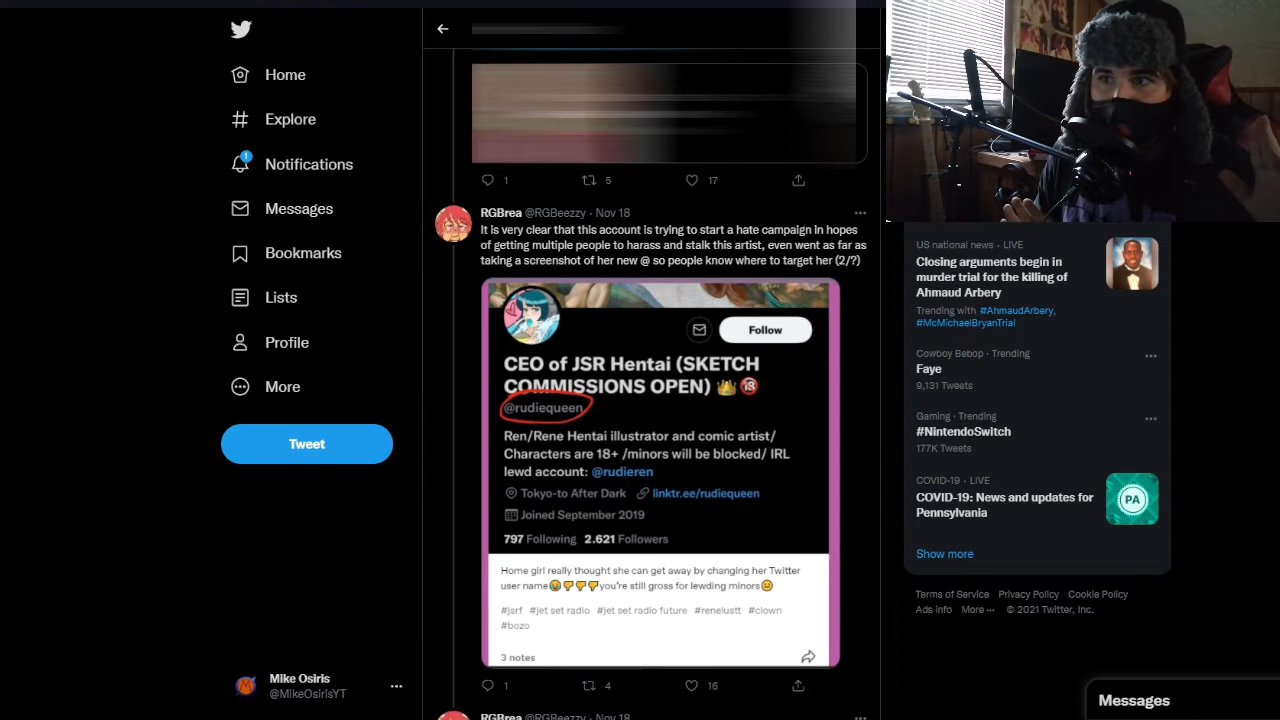 Home
Explore
1
Notifications
Messages
Bookmarks
Lists
Profile
More
Tweet
Mike Osiris
@MikeOsirisYT
1 5 17
RGBrea @RGBeezzy · Nov 18
It is very clear that this account is trying to start a hate campaign in hopes
of getting multiple people to harass and stalk this artist, even went as far as
taking a screenshot of her new @ so people know where to target her (2/?)
Follow
CEO of JSR Hentai (SKETCH
COMMISSIONS OPEN) 👑🔞
@rudiequeen
Ren/Rene Hentai illustrator and comic artist/
Characters are 18+ /minors will be blocked/ IRL
lewd account: @rudieren
Tokyo-to After Dark linktr.ee/rudiequeen
Joined September 2019
797 Following 2.621 Followers
Home girl really thought she can get away by changing her Twitter
user name😂👎👎👎you're still gross for lewding minors😐
#jsrf #jet set radio #jet set radio future #renelustt #clown
#bozo
3 notes
1 4 16
RGBrea @RGBeezzy · Nov 18
US national news · LIVE
Closing arguments begin in
murder trial for the killing of
Ahmaud Arbery
Trending with #AhmaudArbery,
#McMichaelBryanTrial
Cowboy Bebop · Trending
Faye
9,131 Tweets
Gaming · Trending
#NintendoSwitch
177K Tweets
COVID-19 · LIVE
COVID-19: News and updates for
Pennsylvania
PA
Show more
Terms of Service Privacy Policy Cookie Policy
Ads info More ··· © 2021 Twitter, Inc.
Messages